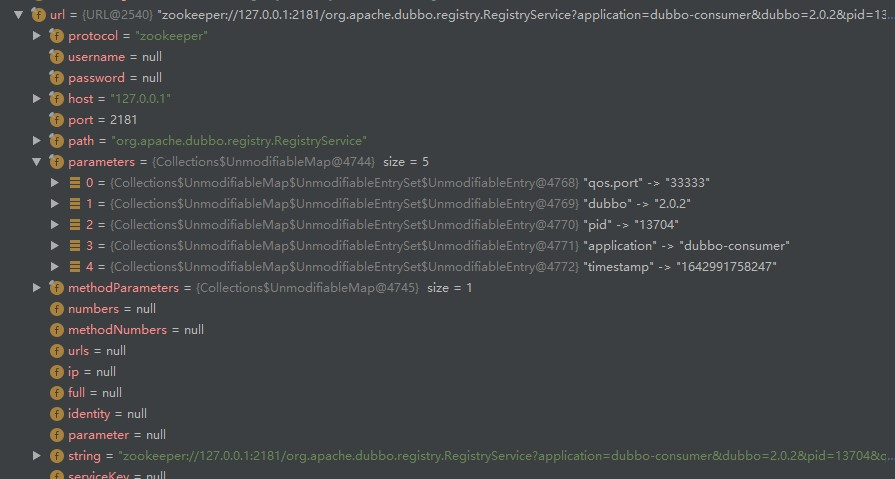 url = {URL@2540} "zookeeper://127.0.0.1:2181/org.apache.dubbo.registry.RegistryService?application=dubbo-consumer&dubbo=2.0.2&pid=13...
protocol = "zookeeper"
username = null
password = null
host = "127.0.0.1"
port = 2181
path = "org.apache.dubbo.registry.RegistryService"
parameters = {Collections$UnmodifiableMap@4744} size = 5
0 = {Collections$UnmodifiableMap$UnmodifiableEntrySet$UnmodifiableEntry@4768} "qos.port" -> "33333"
1 = {Collections$UnmodifiableMap$UnmodifiableEntrySet$UnmodifiableEntry@4769} "dubbo" -> "2.0.2"
2 = {Collections$UnmodifiableMap$UnmodifiableEntrySet$UnmodifiableEntry@4770} "pid" -> "13704"
3 = {Collections$UnmodifiableMap$UnmodifiableEntrySet$UnmodifiableEntry@4771} "application" -> "dubbo-consumer"
4 = {Collections$UnmodifiableMap$UnmodifiableEntrySet$UnmodifiableEntry@4772} "timestamp" -> "1642991758247"
methodParameters = {Collections$UnmodifiableMap@4745} size = 1
numbers = null
methodNumbers = null
urls = null
ip = null
full = null
identity = null
parameter = null
string = "zookeeper://127.0.0.1:2181/org.apache.dubbo.registry.RegistryService?application=dubbo-consumer&dubbo=2.0.2&pid=13704&q...
serviceKey = null